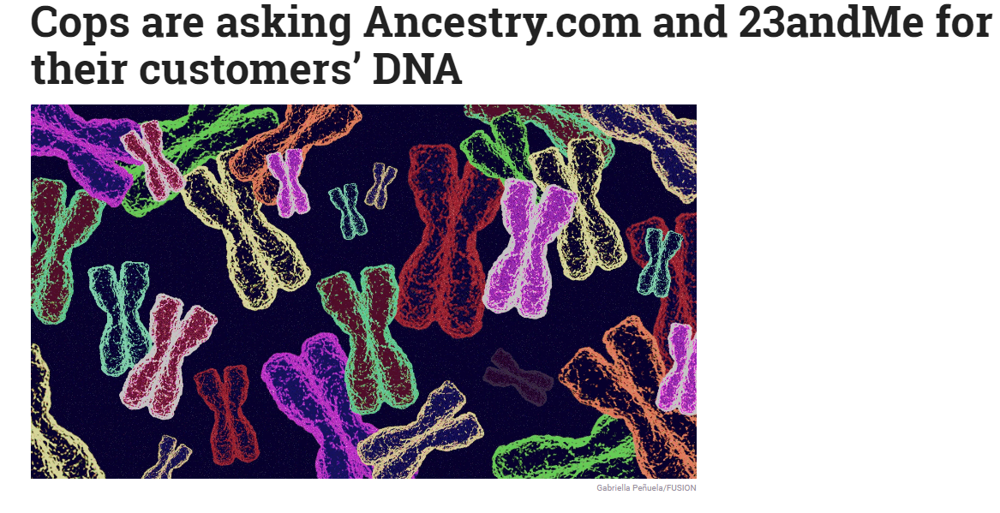 Cops are asking Ancestry.com and 23andMe for
their customers’ DNA
Gabriella Peñuela/FUSION